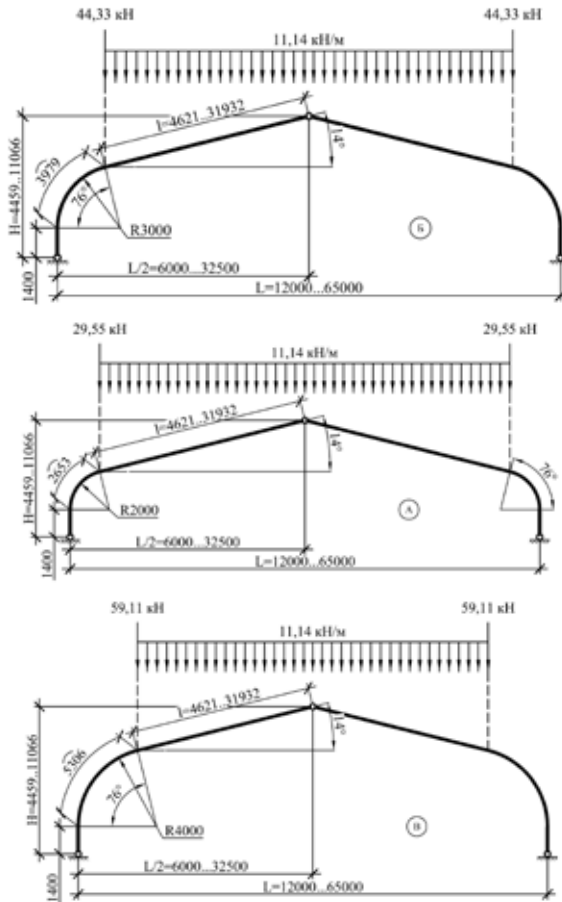 44,33 кН 44,33 кН
11,14 кН/м
l=4621..31932
14°
3979
76°
R3000
Б
H=4459..11066
1400
L/2=6000...32500
L=12000...65000
29,55 кН 29,55 кН
11,14 кН/м
l=4621..31932
14°
2653
76°
R2000
А
H=4459..11066
1400
L/2=6000...32500
L=12000...65000
59,11 кН 59,11 кН
11,14 кН/м
l=4621..31932
14°
5306
76°
R4000
В
H=4459..11066
1400
L/2=6000...32500
L=12000...65000